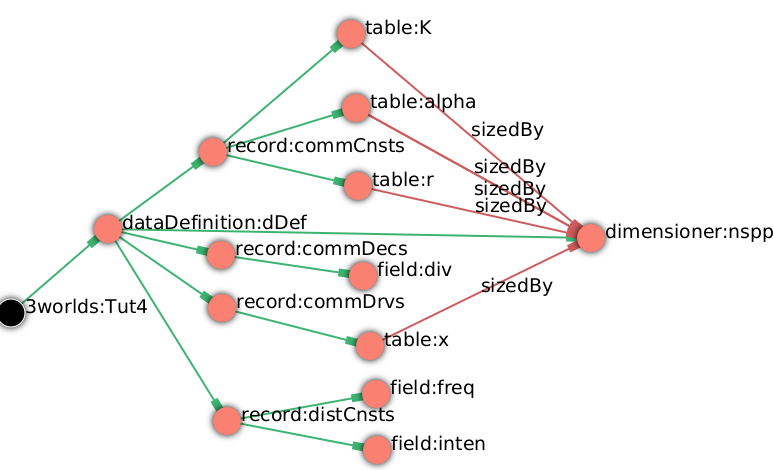 table:K
table:alpha
sizedBy
record:commCnsts
sizedBy
table:r
sizedBy
sizedBy
dataDefinition:dDef
dimensioner:nspp
record:commDecs
field:div
sizedBy
3worlds:Tut4
record:commDrvs
table:x
field:freq
record:distCnsts
field:inten